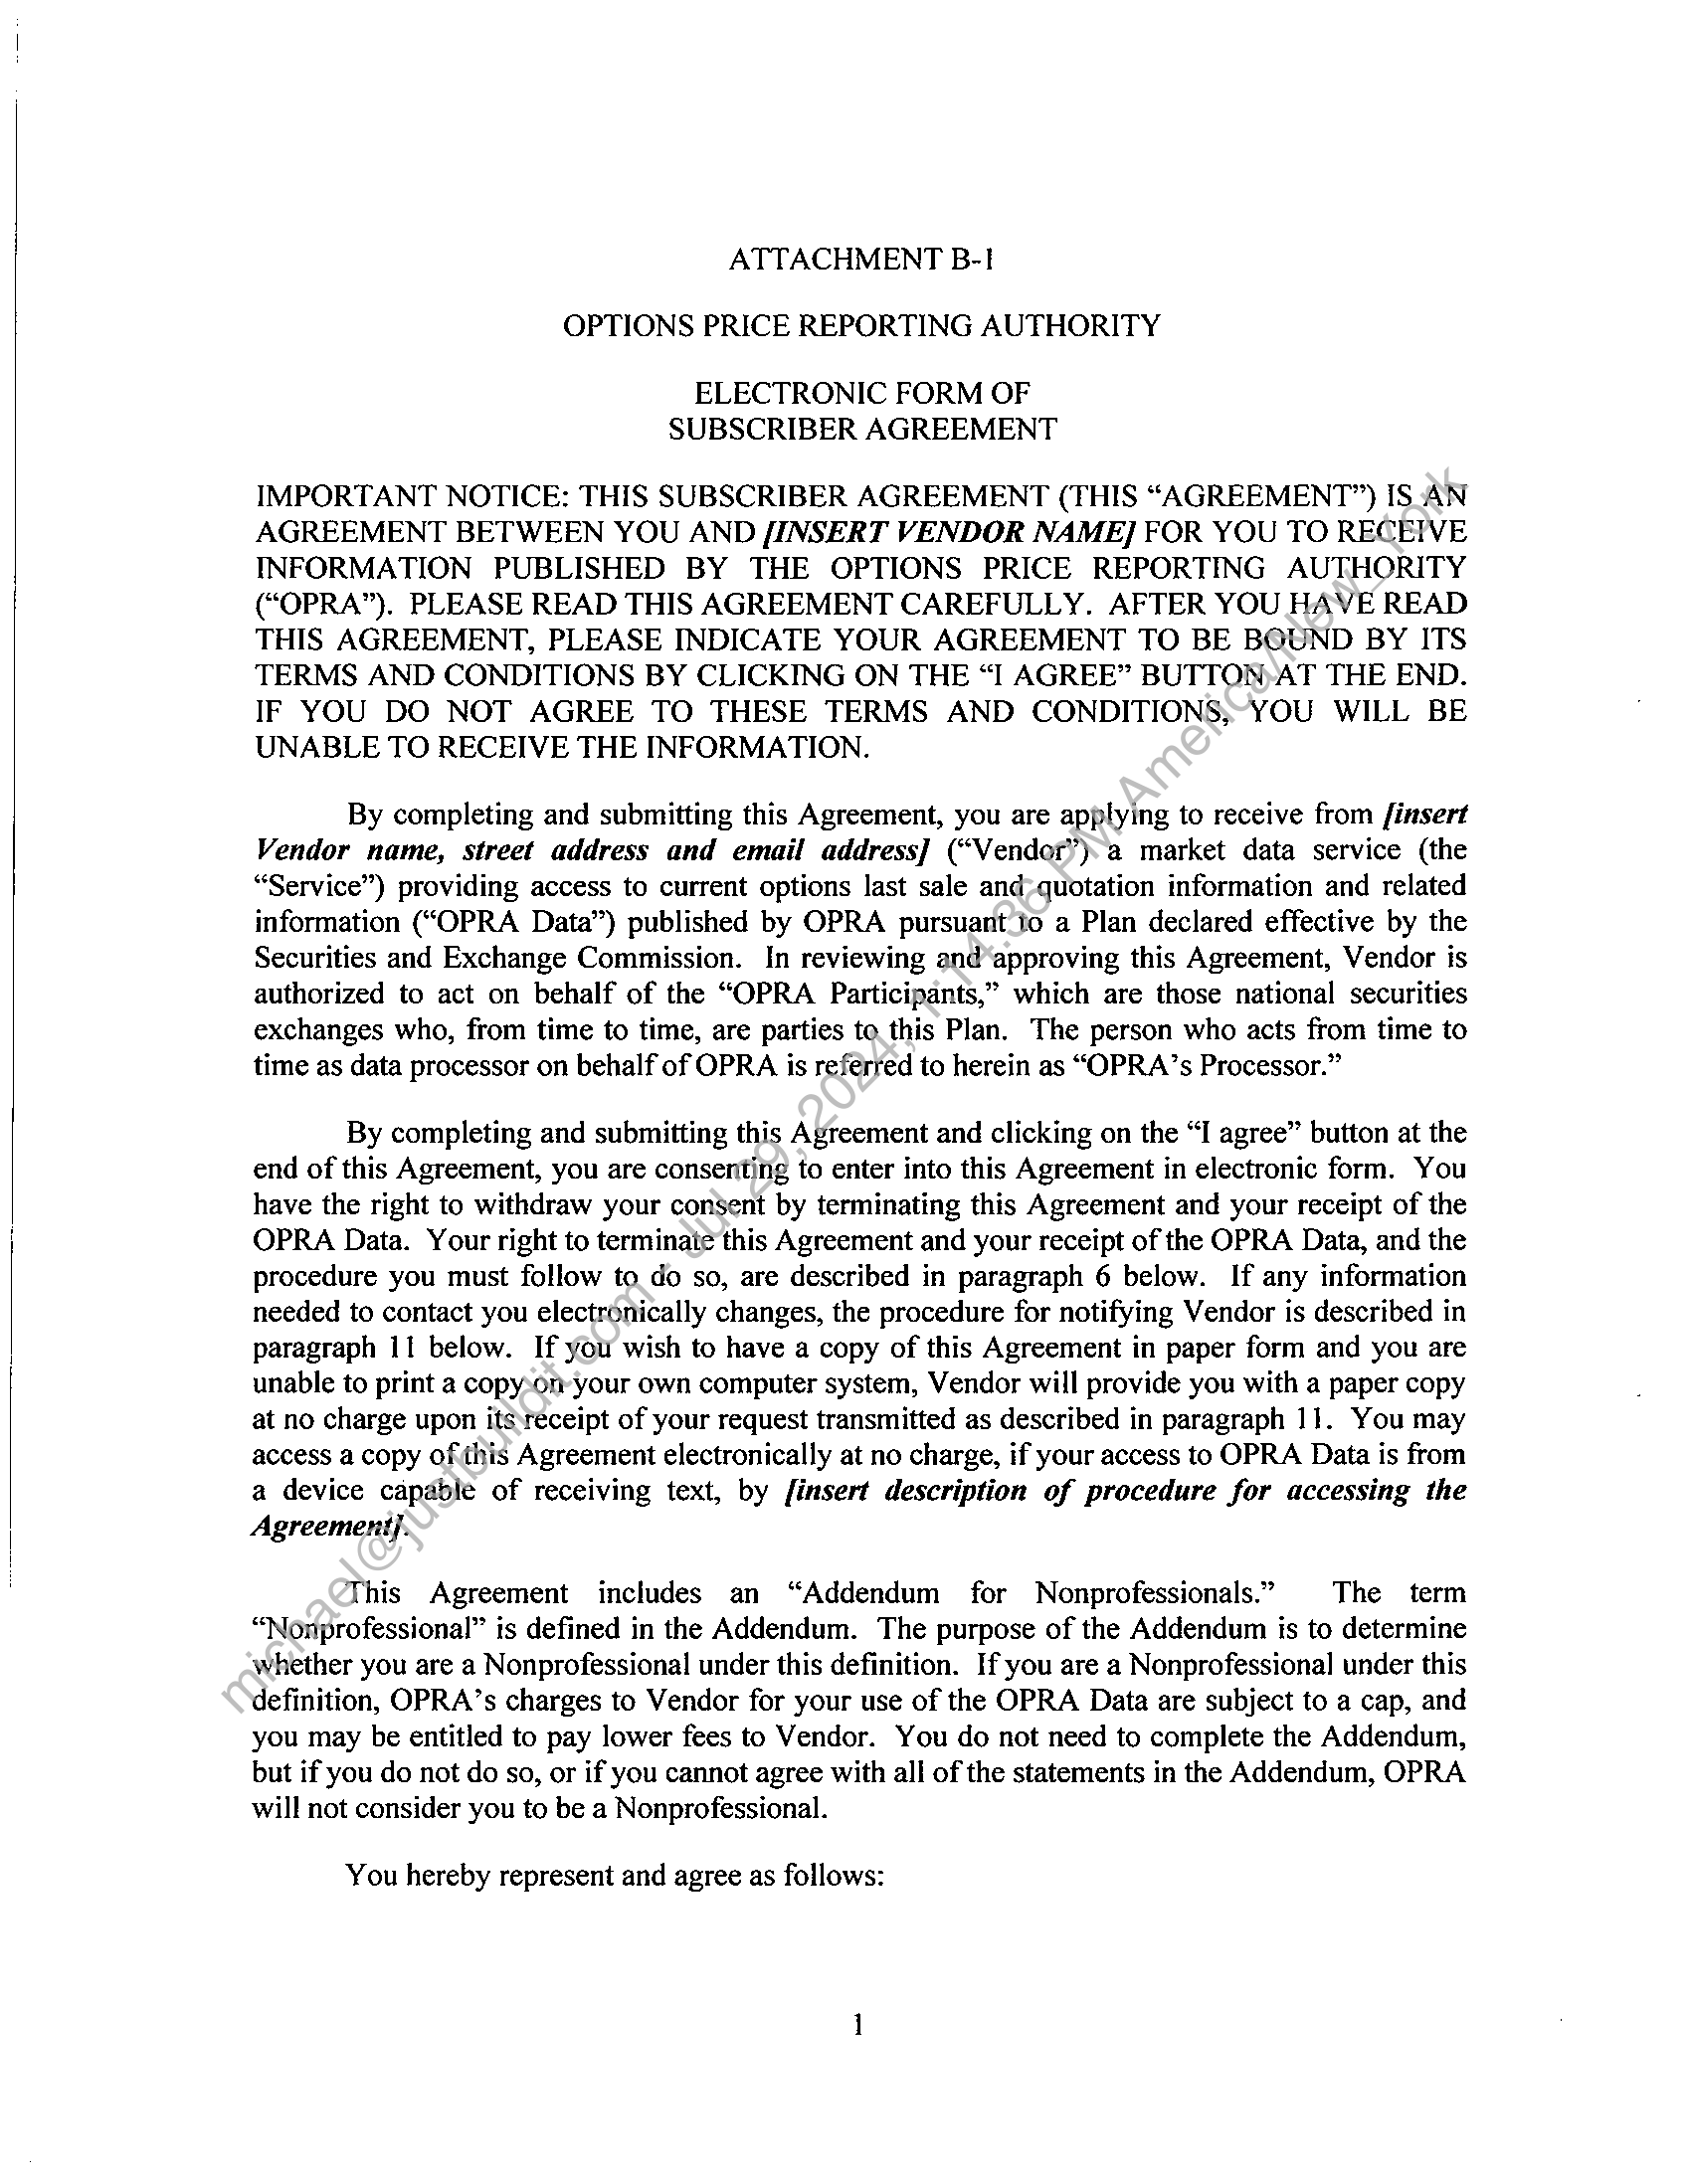 ATTACHMENT B-1
OPTIONS PRICE REPORTING AUTHORITY
ELECTRONIC FORM OF
SUBSCRIBER AGREEMENT
IMPORTANT NOTICE: THIS SUBSCRIBER AGREEMENT (THIS “AGREEMENT”) IS AN
AGREEMENT BETWEEN YOU AND [INSERT VENDOR NAME] FOR YOU TO RECEIVE
INFORMATION PUBLISHED BY THE OPTIONS PRICE REPORTING AUTHORITY
(“OPRA”). PLEASE READ THIS AGREEMENT CAREFULLY. AFTER YOU HAVE READ
THIS AGREEMENT, PLEASE INDICATE YOUR AGREEMENT TO BE BOUND BY ITS
TERMS AND CONDITIONS BY CLICKING ON THE “I AGREE” BUTTON AT THE END.
IF YOU DO NOT AGREE TO THESE TERMS AND CONDITIONS, YOU WILL BE
UNABLE TO RECEIVE THE INFORMATION.
By completing and submitting this Agreement, you are applying to receive from [insert
Vendor name, street address and email address] (“Vendor”) a market data service (the
“Service”) providing access to current options last sale and quotation information and related
information (“OPRA Data”) published by OPRA pursuant to a Plan declared effective by the
Securities and Exchange Commission. In reviewing and approving this Agreement, Vendor is
authorized to act on behalf of the “OPRA Participants,” which are those national securities
exchanges who, from time to time, are parties to this Plan. The person who acts from time to
time as data processor on behalf of OPRA is referred to herein as “OPRA’s Processor.”
By completing and submitting this Agreement and clicking on the “I agree” button at the
end of this Agreement, you are consenting to enter into this Agreement in electronic form. You
have the right to withdraw your consent by terminating this Agreement and your receipt of the
OPRA Data. Your right to terminate this Agreement and your receipt of the OPRA Data, and the
procedure you must follow to do so, are described in paragraph 6 below. If any information
needed to contact you electronically changes, the procedure for notifying Vendor is described in
paragraph 11 below. If you wish to have a copy of this Agreement in paper form and you are
unable to print a copy on your own computer system, Vendor will provide you with a paper copy
at no charge upon its receipt of your request transmitted as described in paragraph 11. You may
access a copy of this Agreement electronically at no charge, if your access to OPRA Data is from
a device capable of receiving text, by [insert description of procedure for accessing the
Agreement].
This Agreement includes an “Addendum for Nonprofessionals.” The term
“Nonprofessional” is defined in the Addendum. The purpose of the Addendum is to determine
whether you are a Nonprofessional under this definition. If you are a Nonprofessional under this
definition, OPRA’s charges to Vendor for your use of the OPRA Data are subject to a cap, and
you may be entitled to pay lower fees to Vendor. You do not need to complete the Addendum,
but if you do not do so, or if you cannot agree with all of the statements in the Addendum, OPRA
will not consider you to be a Nonprofessional.
You hereby represent and agree as follows:
1
michael@justbuildit.com - Jul 29, 2024, 1:14:36 PM America/New_York